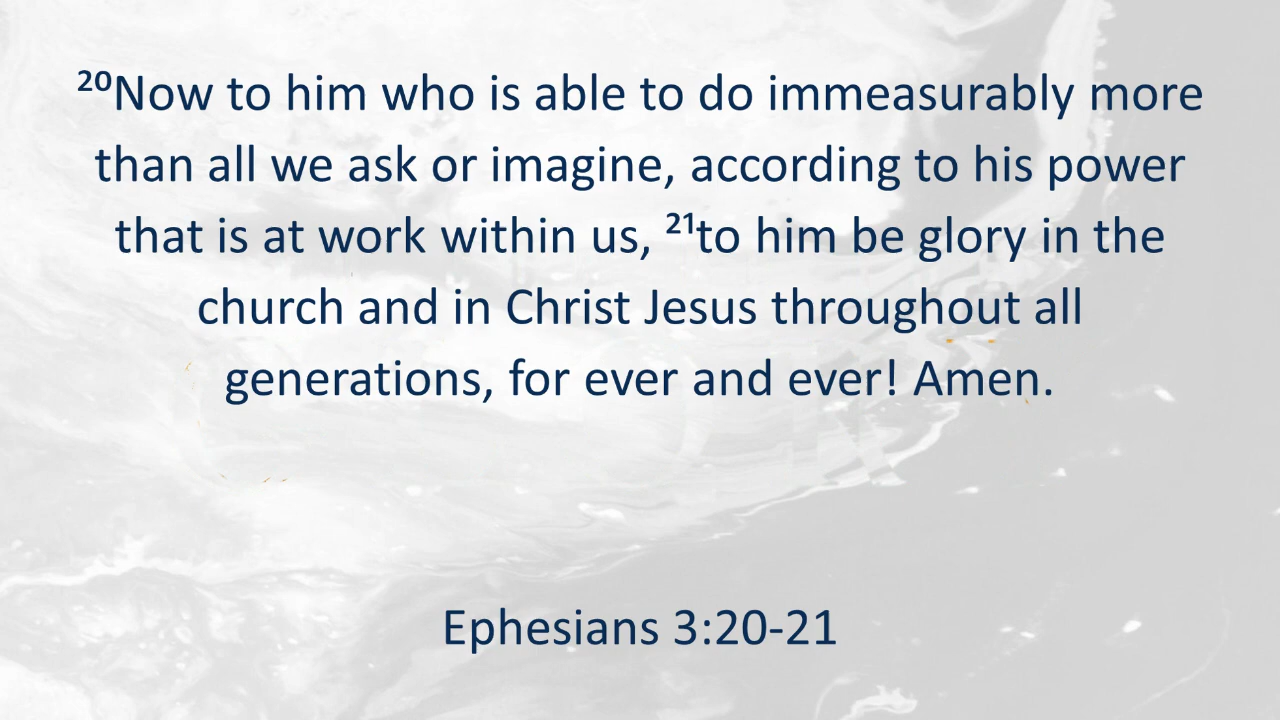 ²⁰Now to him who is able to do immeasurably more
than all we ask or imagine, according to his power
that is at work within us, ²¹to him be glory in the
church and in Christ Jesus throughout all
generations, for ever and ever! Amen.
Ephesians 3:20-21